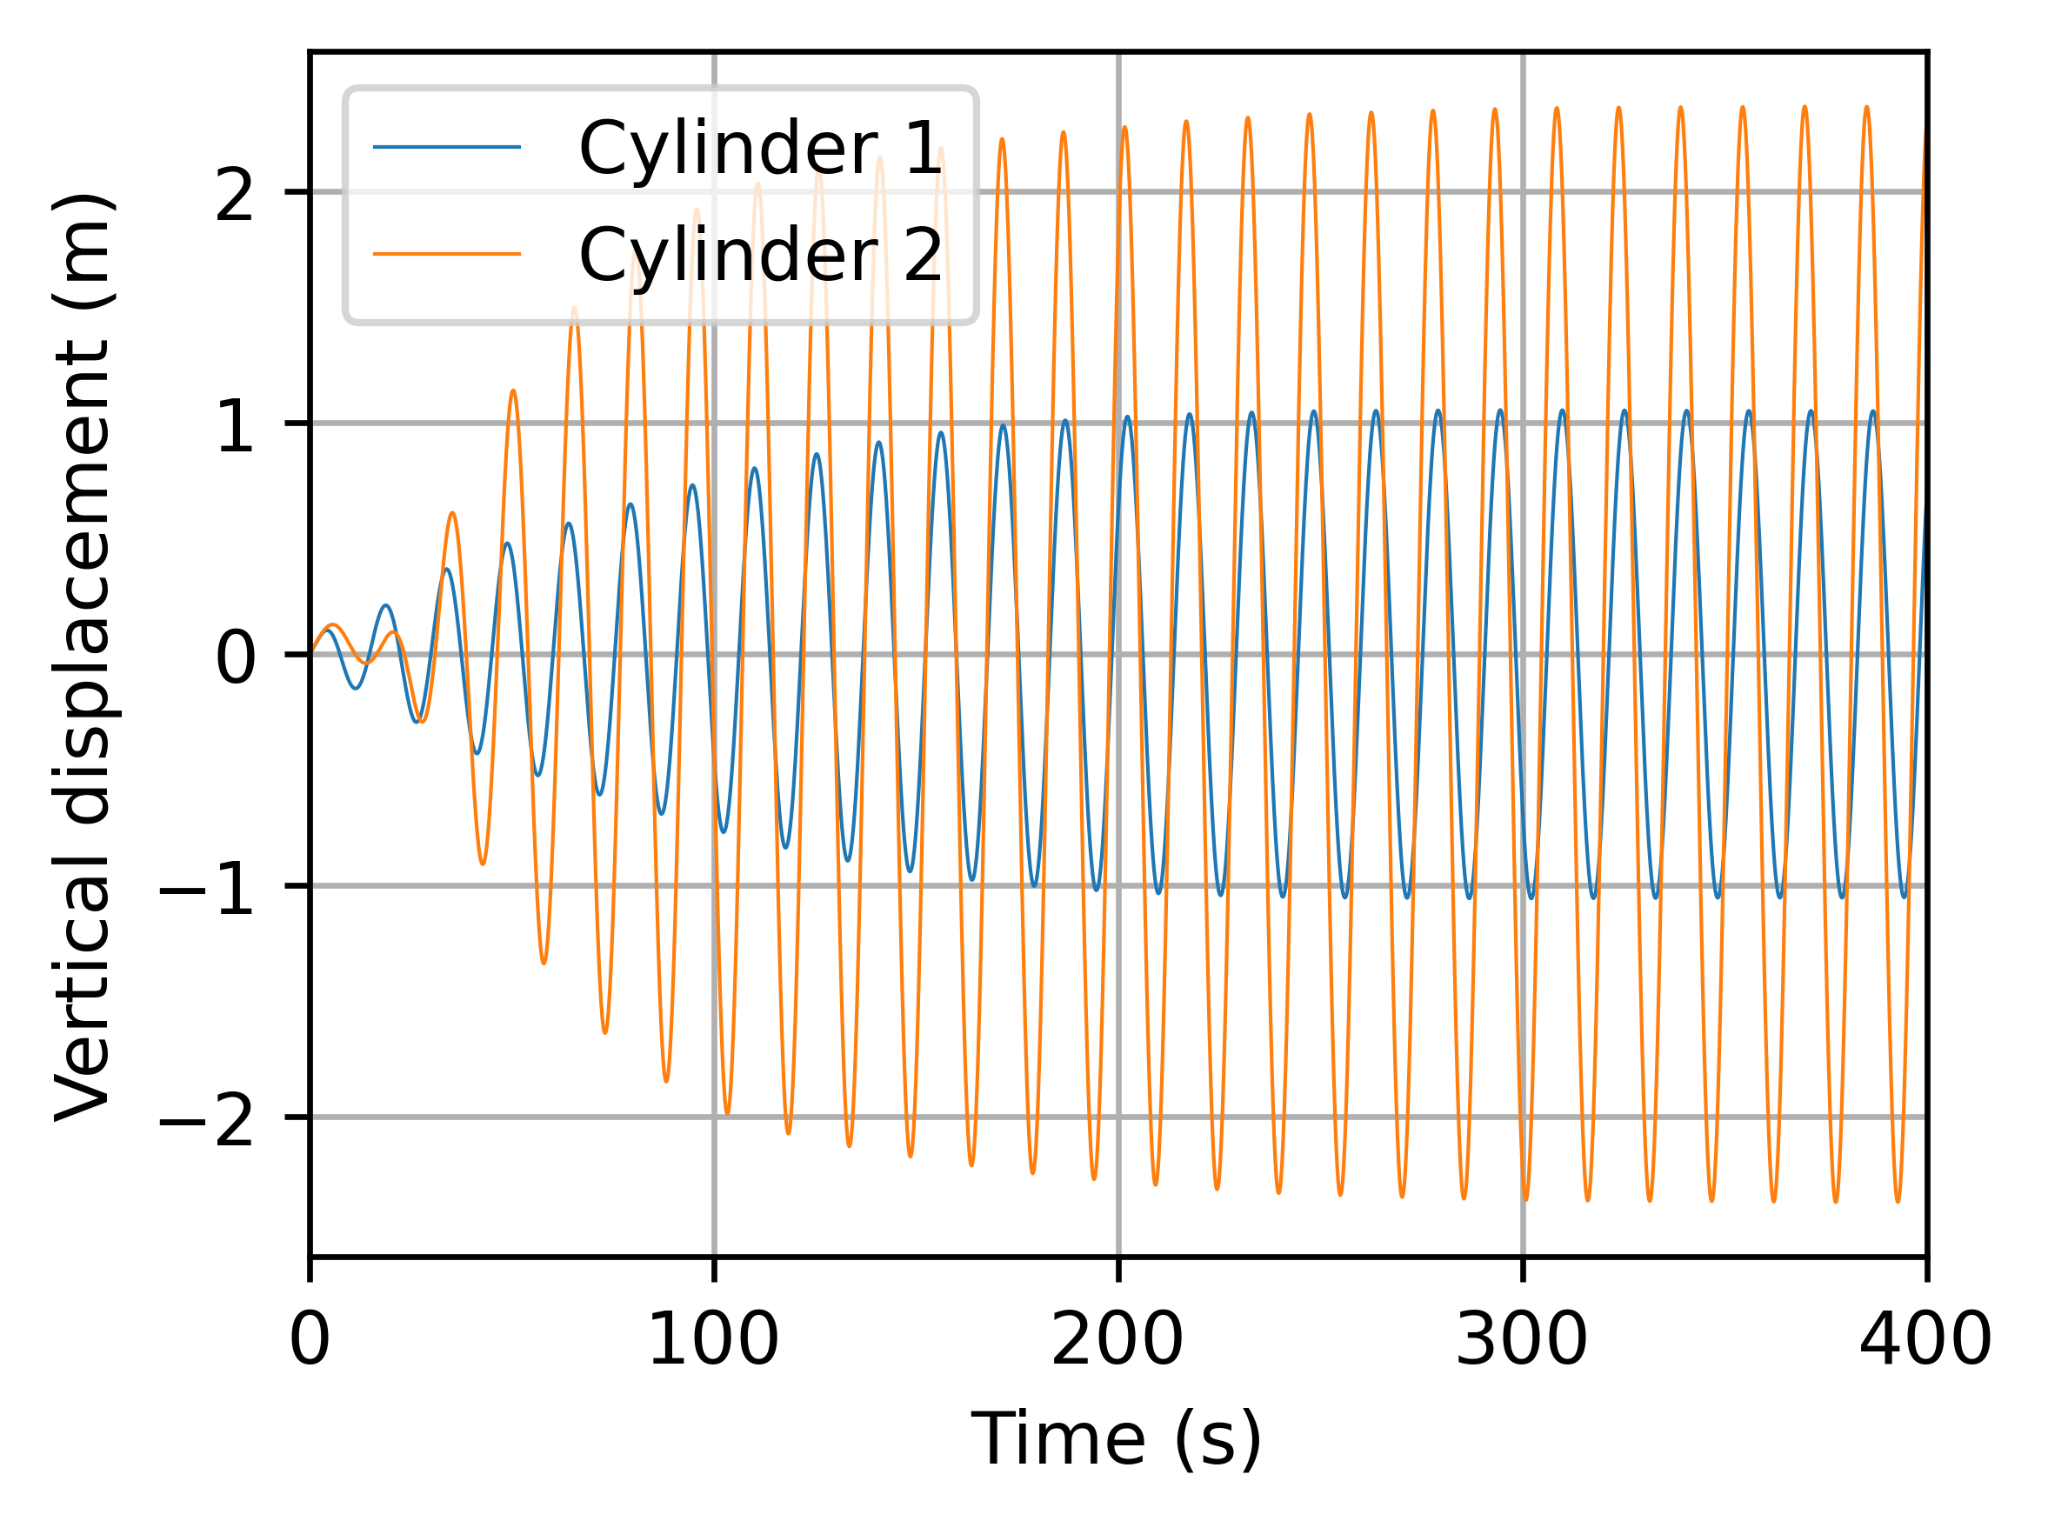 Cylinder 1
Cylinder 2
Vertical displacement (m)
2
1
0
−1
−2
0 100 200 300 400
Time (s)